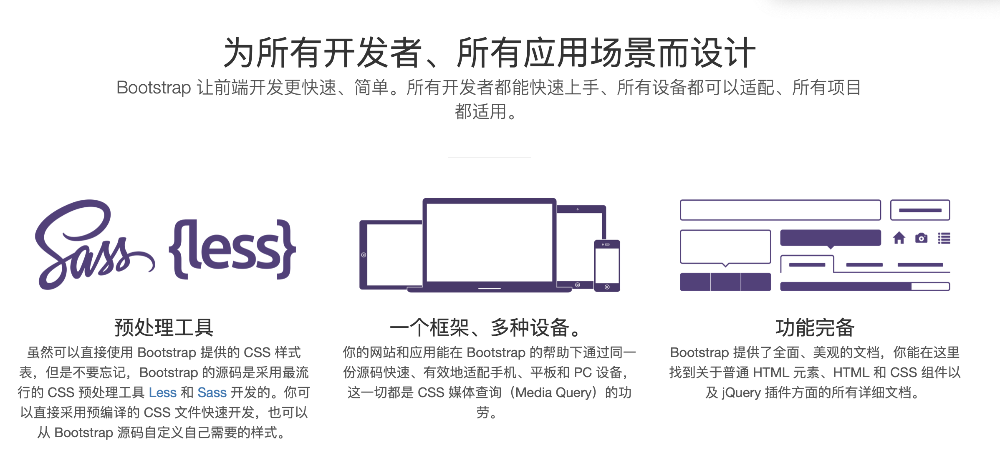 为所有开发者、所有应用场景而设计
Bootstrap 让前端开发更快速、简单。所有开发者都能快速上手、所有设备都可以适配、所有项目
都适用。
Sass {less}
预处理工具
虽然可以直接使用 Bootstrap 提供的 CSS 样式
表，但是不要忘记，Bootstrap 的源码是采用最流
行的 CSS 预处理工具 Less 和 Sass 开发的。你可
以直接采用预编译的 CSS 文件快速开发，也可以
从 Bootstrap 源码自定义自己需要的样式。
一个框架、多种设备。
你的网站和应用能在 Bootstrap 的帮助下通过同一
份源码快速、有效地适配手机、平板和 PC 设备，
这一切都是 CSS 媒体查询（Media Query）的功
劳。
功能完备
Bootstrap 提供了全面、美观的文档，你能在这里
找到关于普通 HTML 元素、HTML 和 CSS 组件以
及 jQuery 插件方面的所有详细文档。